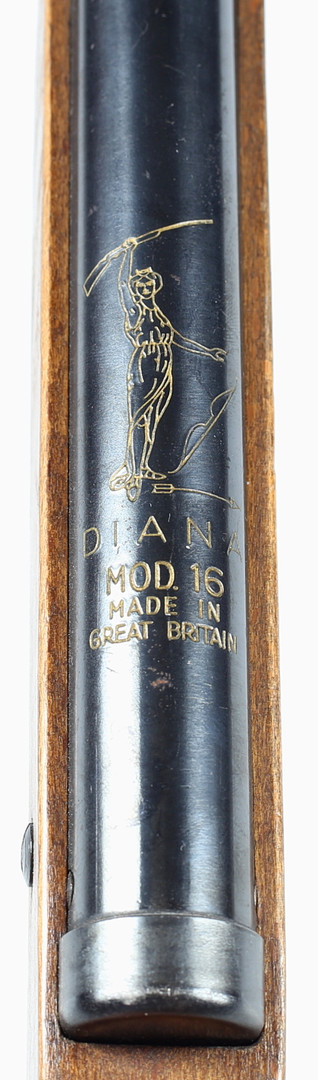 DIANA
MOD. 16
MADE IN
GREAT BRITAIN